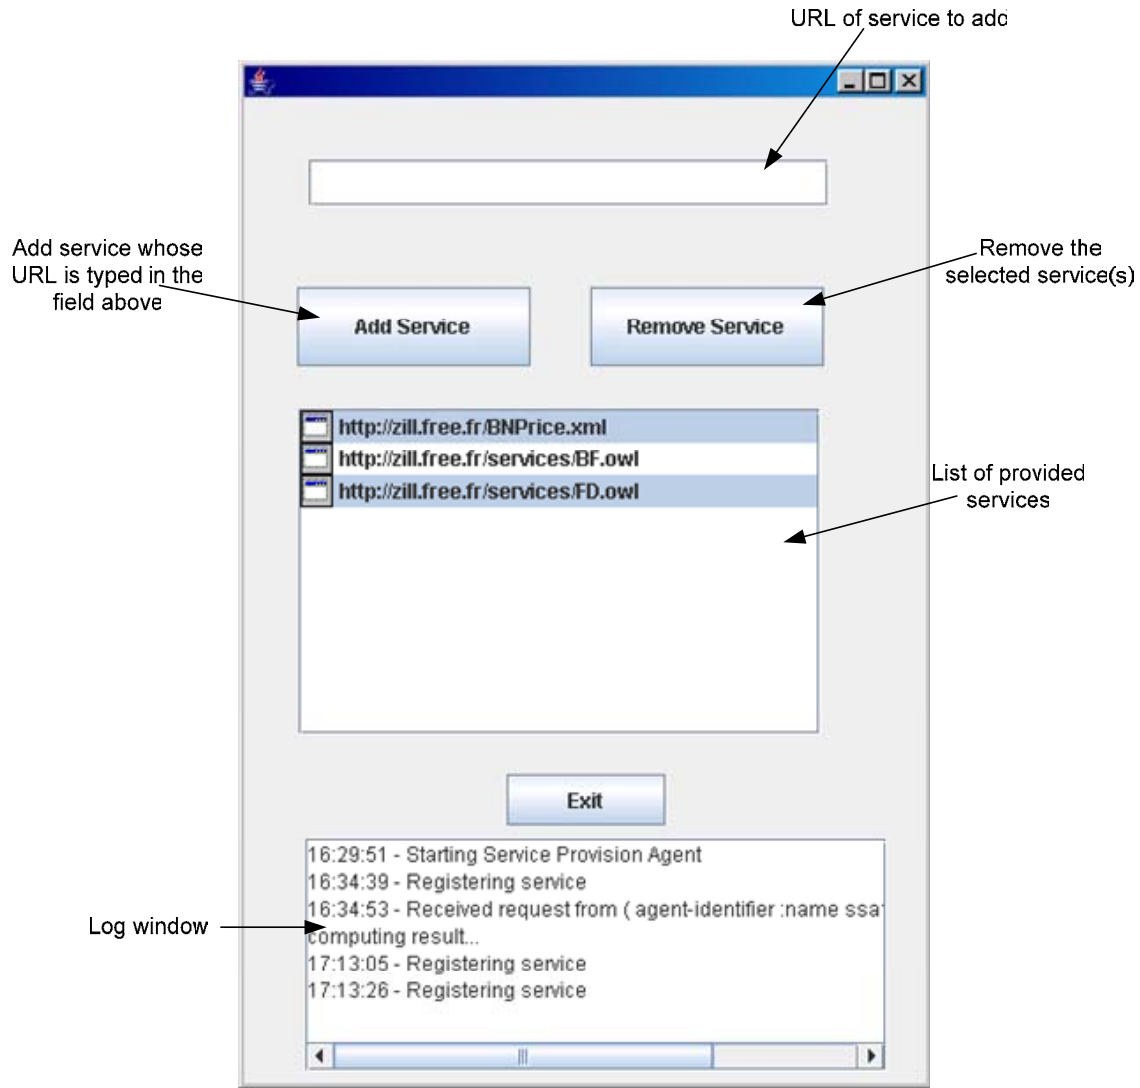 URL of service to add
Add service whose
URL is typed in the
field above
Remove the
selected service(s)
Add Service
Remove Service
http://zill.free.fr/BNPrice.xml
http://zill.free.fr/services/BF.owl
http://zill.free.fr/services/FD.owl
List of provided
services
Exit
16:29:51 - Starting Service Provision Agent
16:34:39 - Registering service
16:34:53 - Received request from ( agent-identifier :name
computing result...
17:13:05 - Registering service
17:13:26 - Registering service
Log window